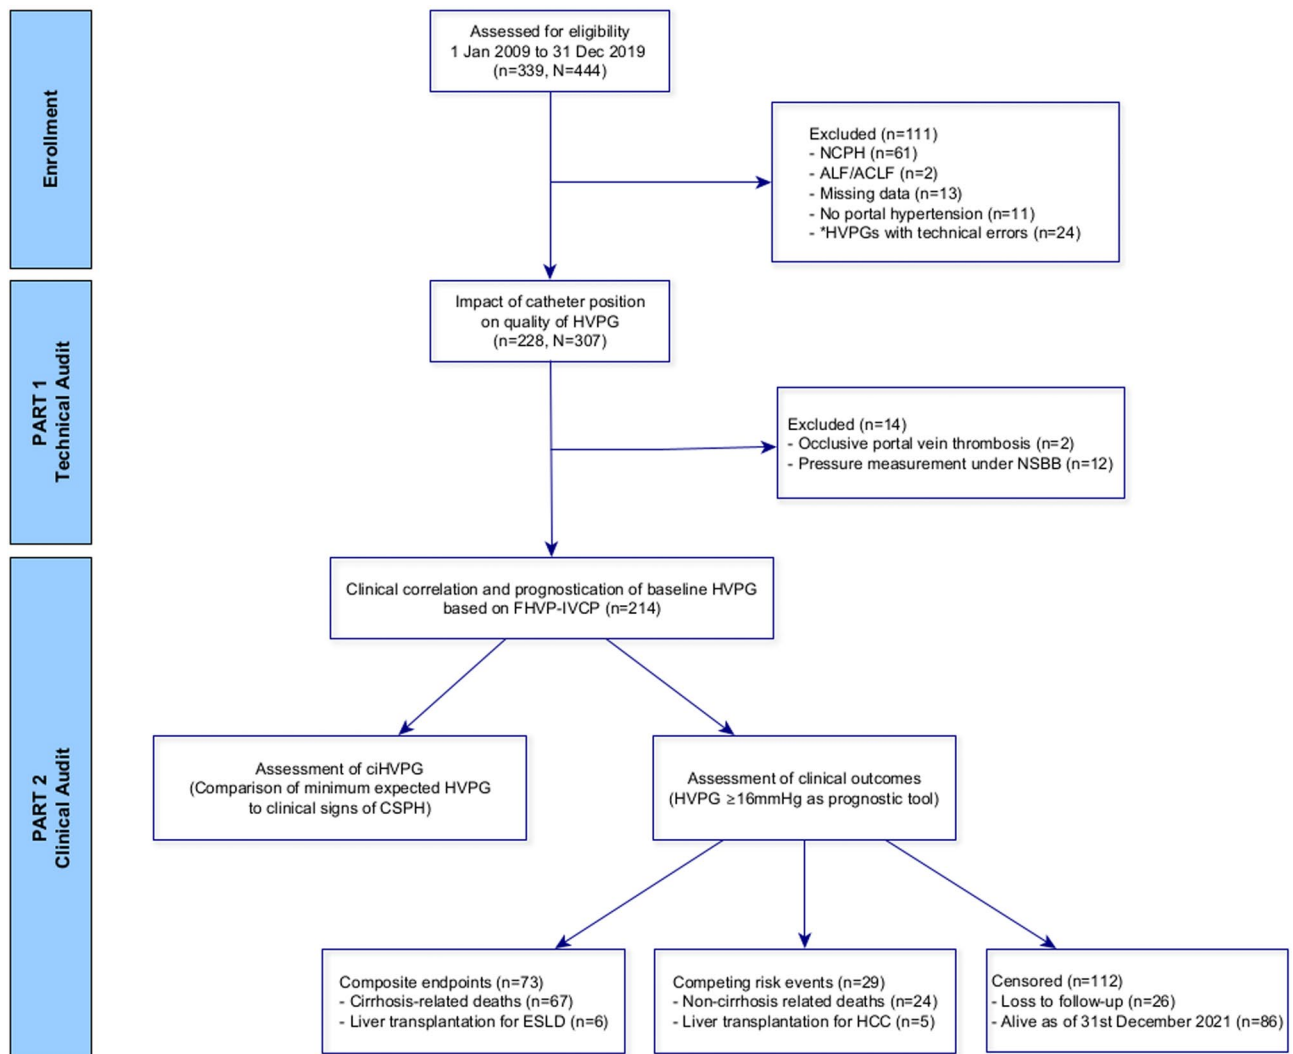 Enrollment
Assessed for eligibility
1 Jan 2009 to 31 Dec 2019
(n=339, N=444)
Excluded (n=111)
- NCPH (n=61)
- ALF/ACLF (n=2)
- Missing data (n=13)
- No portal hypertension (n=11)
- *HVPGs with technical errors (n=24)
PART 1
Technical Audit
Impact of catheter position
on quality of HVPG
(n=228, N=307)
Excluded (n=14)
- Occlusive portal vein thrombosis (n=2)
- Pressure measurement under NSBB (n=12)
PART 2
Clinical Audit
Clinical correlation and prognostication of baseline HVPG
based on FHVP-IVCP (n=214)
Assessment of ciHVPG
(Comparison of minimum expected HVPG
to clinical signs of CSPH)
Assessment of clinical outcomes
(HVPG ≥16mmHg as prognostic tool)
Composite endpoints (n=73)
- Cirrhosis-related deaths (n=67)
- Liver transplantation for ESLD (n=6)
Competing risk events (n=29)
- Non-cirrhosis related deaths (n=24)
- Liver transplantation for HCC (n=5)
Censored (n=112)
- Loss to follow-up (n=26)
- Alive as of 31st December 2021 (n=86)